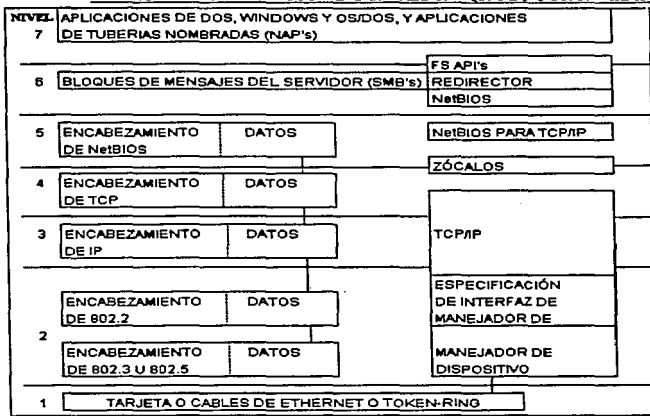 NIVEL APLICACIONES DE DOS, WINDOWS Y OS/DOS, Y APLICACIONES
7 DE TUBERIAS NOMBRADAS (NAP's)
FS API's
6 BLOQUES DE MENSAJES DEL SERVIDOR (SMB's) REDIRECTOR
NetBIOS
5 ENCABEZAMIENTO DATOS NetBIOS PARA TCP/IP
DE NetBIOS
ZÓCALOS
4 ENCABEZAMIENTO DATOS
DE TCP
3 ENCABEZAMIENTO DATOS TCP/IP
DE IP
ESPECIFICACIÓN
ENCABEZAMIENTO DATOS DE INTERFAZ DE
DE 802.2 MANEJADOR DE
2
ENCABEZAMIENTO DATOS MANEJADOR DE
DE 802.3 U 802.5 DISPOSITIVO
1 TARJETA O CABLES DE ETHERNET O TOKEN-RING